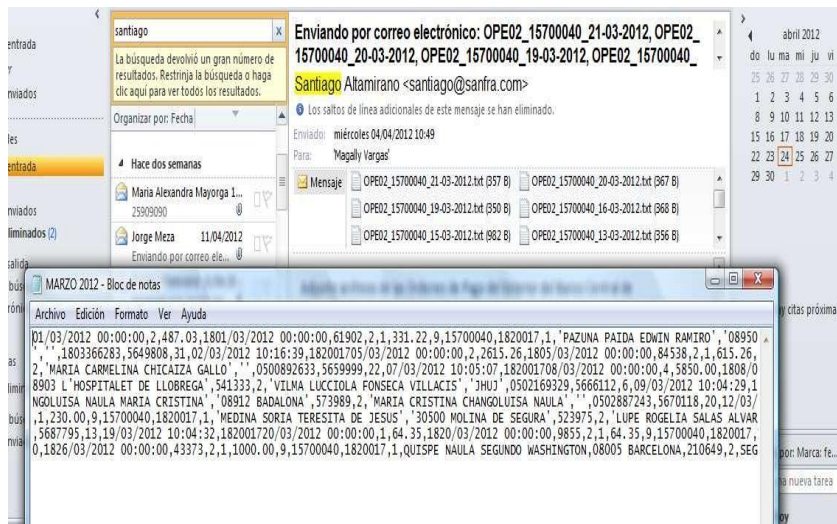 entrada
nviados
entrada
nviados
liminados (2)
salida
santiago
x
La búsqueda devolvió un gran número de
resultados. Restrinja la búsqueda o haga
clic aquí para ver todos los resultados.
Organizar por: Fecha
Hace dos semanas
Maria Alexandra Mayorga 1...
25909090
Jorge Meza 11/04/2012
Enviando por correo ele...
Enviando por correo electrónico: OPE02_15700040_21-03-2012, OPE02_
15700040_20-03-2012, OPE02_15700040_19-03-2012, OPE02_15700040_
Santiago Altamirano <santiago@sanfra.com>
Los saltos de línea adicionales de este mensaje se han eliminado.
Enviado: miércoles 04/04/2012 10:49
Para: 'Magally Vargas'
Mensaje OPE02_15700040_21-03-2012.txt (357 B) OPE02_15700040_20-03-2012.txt (367 B)
OPE02_15700040_19-03-2012.txt (350 B) OPE02_15700040_16-03-2012.txt (368 B)
OPE02_15700040_15-03-2012.txt (982 B) OPE02_15700040_13-03-2012.txt (356 B)
abril 2012
do lu ma mi ju vi
25 26 27 28 29 30
1 2 3 4 5 6
8 9 10 11 12 13
15 16 17 18 19 20
22 23 24 25 26 27
29 30 1 2 3 4
y citas próxima
por: Marca: fe...
a nueva tarea
oy
MARZO 2012 - Bloc de notas
Archivo Edición Formato Ver Ayuda
01/03/2012 00:00:00,2,487.03,1801/03/2012 00:00:00,61902,2,1,331.22,9,15700040,1820017,1,'PAZUNA PAIDA EDWIN RAMIRO','08950
','',1803366283,5649808,31,02/03/2012 10:16:39,182001705/03/2012 00:00:00,2,2615.26,1805/03/2012 00:00:00,84538,2,1,615.26,
2,'MARIA CARMELINA CHICAIZA GALLO','',0500892633,5659999,22,07/03/2012 10:05:07,182001708/03/2012 00:00:00,4,5850.00,1808/0
8903 L'HOSPITALET DE LLOBREGA',541333,2,'VILMA LUCCIOLA FONSECA VILLACIS','JHUJ',0502169329,5666112,6,09/03/2012 10:04:29,1
NGOLUISA NAULA MARIA CRISTINA','08912 BADALONA',573989,2,'MARIA CRISTINA CHANGOLUISA NAULA','',0502887243,5670118,20,12/03/
,1,230.00,9,15700040,1820017,1,'MEDINA SORIA TERESITA DE JESUS','30500 MOLINA DE SEGURA',523975,2,'LUPE ROGELIA SALAS ALVAR
,5687795,13,19/03/2012 10:04:32,182001720/03/2012 00:00:00,1,64.35,1820/03/2012 00:00:00,9855,2,1,64.35,9,15700040,1820017,
0,1826/03/2012 00:00:00,43373,2,1,1000.00,9,15700040,1820017,1,QUISPE NAULA SEGUNDO WASHINGTON,08005 BARCELONA,210649,2,SEG